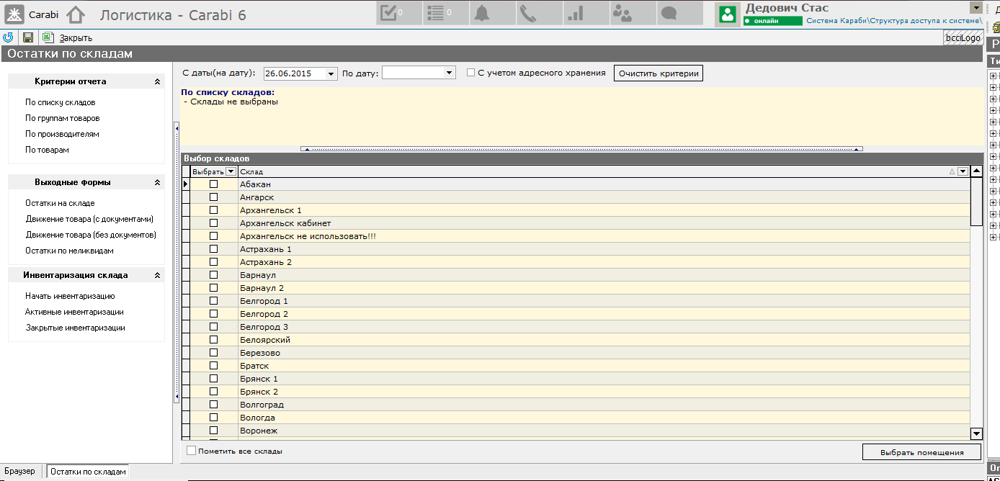 Carabi Логистика - Carabi 6 0 0 Дедович Стас
онлайн Система Караби\Структура доступа к системе\
Закрыть bcciLogo
Остатки по складам
Критерии отчета
По списку складов
По группам товаров
По производителям
По товарам
Выходные формы
Остатки на складе
Движение товара (с документами)
Движение товара (без документов)
Остатки по неликвидам
Инвентаризация склада
Начать инвентаризацию
Активные инвентаризации
Закрытые инвентаризации
С даты(на дату): 26.06.2015 По дату: С учетом адресного хранения Очистить критерии
По списку складов:
- Склады не выбраны
Выбор складов
Выбрать Склад
Абакан
Ангарск
Архангельск 1
Архангельск кабинет
Архангельск не использовать!!!
Астрахань 1
Астрахань 2
Барнаул
Барнаул 2
Белгород 1
Белгород 2
Белгород 3
Белоярский
Березово
Братск
Брянск 1
Брянск 2
Волгоград
Вологда
Воронеж
Пометить все склады Выбрать помещения
Браузер Остатки по складам